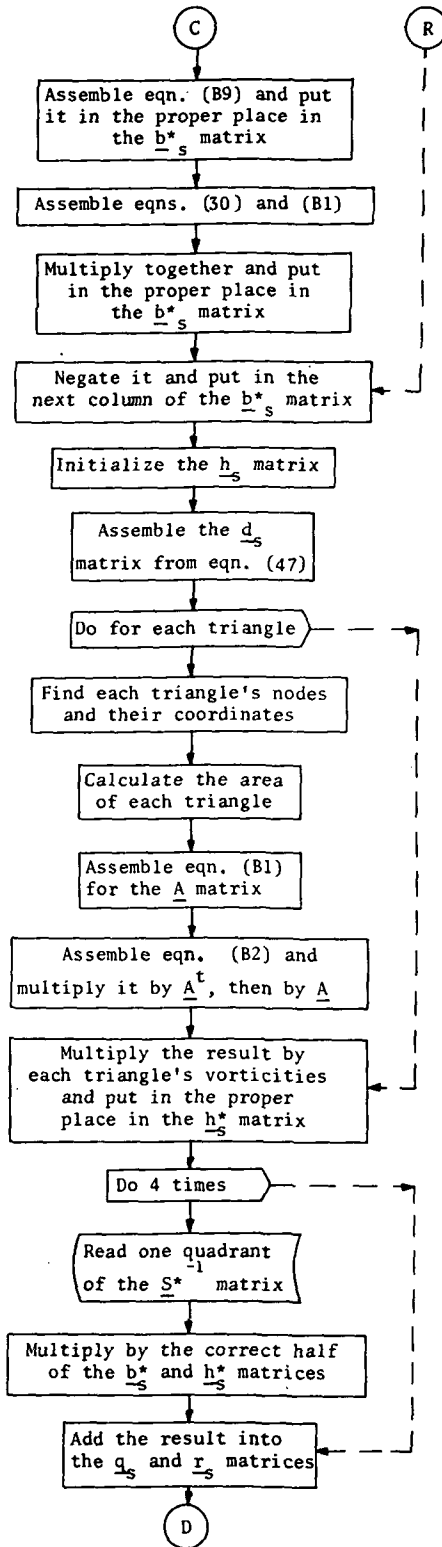 C
R
Assemble eqn. (B9) and put
it in the proper place in
the b*s matrix
Assemble eqns. (30) and (B1)
Multiply together and put
in the proper place in
the b*s matrix
Negate it and put in the
next column of the b*s matrix
Initialize the hs matrix
Assemble the ds
matrix from eqn. (47)
Do for each triangle
Find each triangle's nodes
and their coordinates
Calculate the area
of each triangle
Assemble eqn. (B1)
for the A matrix
Assemble eqn. (B2) and
multiply it by A^t, then by A
Multiply the result by
each triangle's vorticities
and put in the proper
place in the h*s matrix
Do 4 times
Read one quadrant
of the S*^-1 matrix
Multiply by the correct half
of the b*s and h*s matrices
Add the result into
the qs and rs matrices
D